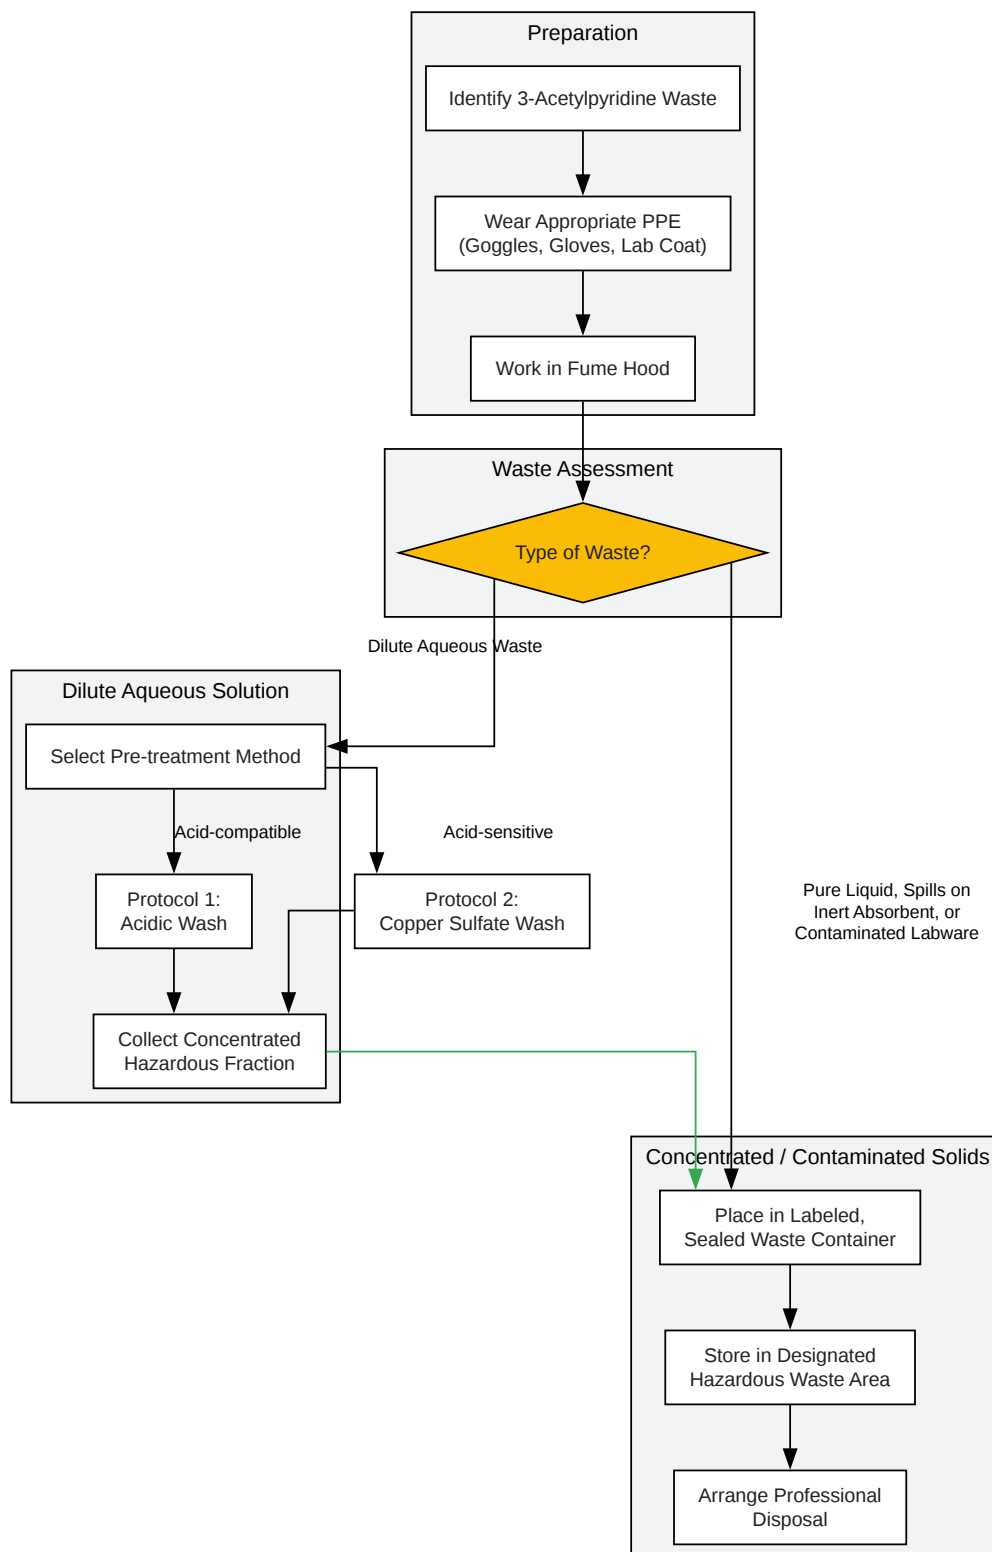 Preparation
Identify 3-Acetylpyridine Waste
Wear Appropriate PPE
(Goggles, Gloves, Lab Coat)
Work in Fume Hood
Waste Assessment
Type of Waste?
Dilute Aqueous Waste
Dilute Aqueous Solution
Select Pre-treatment Method
Acid-compatible
Acid-sensitive
Protocol 1:
Acidic Wash
Protocol 2:
Copper Sulfate Wash
Pure Liquid, Spills on
Inert Absorbent, or
Contaminated Labware
Collect Concentrated
Hazardous Fraction
Concentrated / Contaminated Solids
Place in Labeled,
Sealed Waste Container
Store in Designated
Hazardous Waste Area
Arrange Professional
Disposal